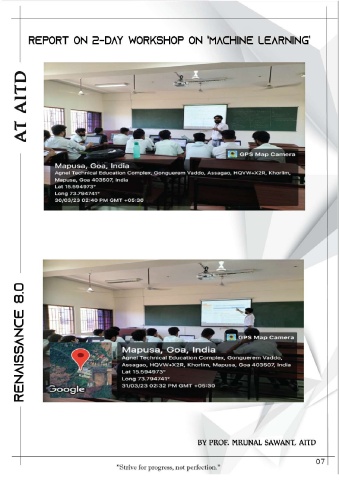 REPORT ON 2-DAY WORKSHOP ON 'MACHINE LEARNING'
AT AITD
GPS Map Camera
Mapusa, Goa, India
Agnel Technical Education Complex, Gonguerem Vaddo, Assagao, HQVW+X2R, Khorlim,
Mapusa, Goa 403507, India
Lat 15.594973°
Long 73.794741°
30/03/23 02:40 PM GMT +05:30
RENAISSANCE 8.0
GPS Map Camera
Mapusa, Goa, India
Agnel Technical Education Complex, Gonguerem Vaddo,
Assagao, HQVW+X2R, Khorlim, Mapusa, Goa 403507, India
Lat 15.594973°
Long 73.794741°
31/03/23 02:32 PM GMT +05:30
Google
BY PROF. MRUNAL SAWANT, AITD
07
"Strive for progress, not perfection."